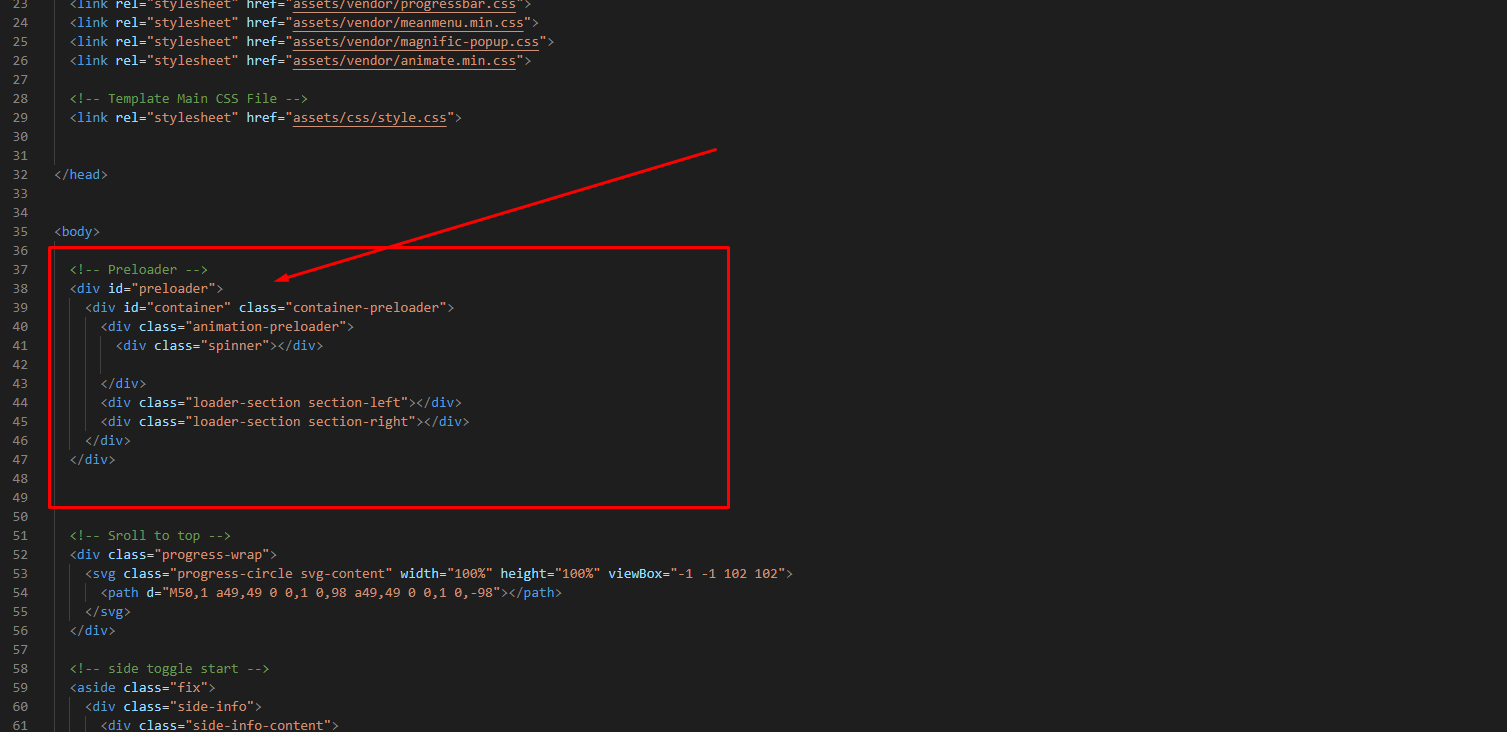 23 <link rel="stylesheet" href="assets/vendor/progressbar.css">
24 <link rel="stylesheet" href="assets/vendor/meanmenu.min.css">
25 <link rel="stylesheet" href="assets/vendor/magnific-popup.css">
26 <link rel="stylesheet" href="assets/vendor/animate.min.css">
27
28 <!-- Template Main CSS File -->
29 <link rel="stylesheet" href="assets/css/style.css">
30
31
32 </head>
33
34
35 <body>
36
37 <!-- Preloader -->
38 <div id="preloader">
39 <div id="container" class="container-preloader">
40 <div class="animation-preloader">
41 <div class="spinner"></div>
42
43 </div>
44 <div class="loader-section section-left"></div>
45 <div class="loader-section section-right"></div>
46 </div>
47 </div>
48
49
50
51 <!-- Sroll to top -->
52 <div class="progress-wrap">
53 <svg class="progress-circle svg-content" width="100%" height="100%" viewBox="-1 -1 102 102">
54 <path d="M50,1 a49,49 0 0,1 0,98 a49,49 0 0,1 0,-98"></path>
55 </svg>
56 </div>
57
58 <!-- side toggle start -->
59 <aside class="fix">
60 <div class="side-info">
61 <div class="side-info-content">